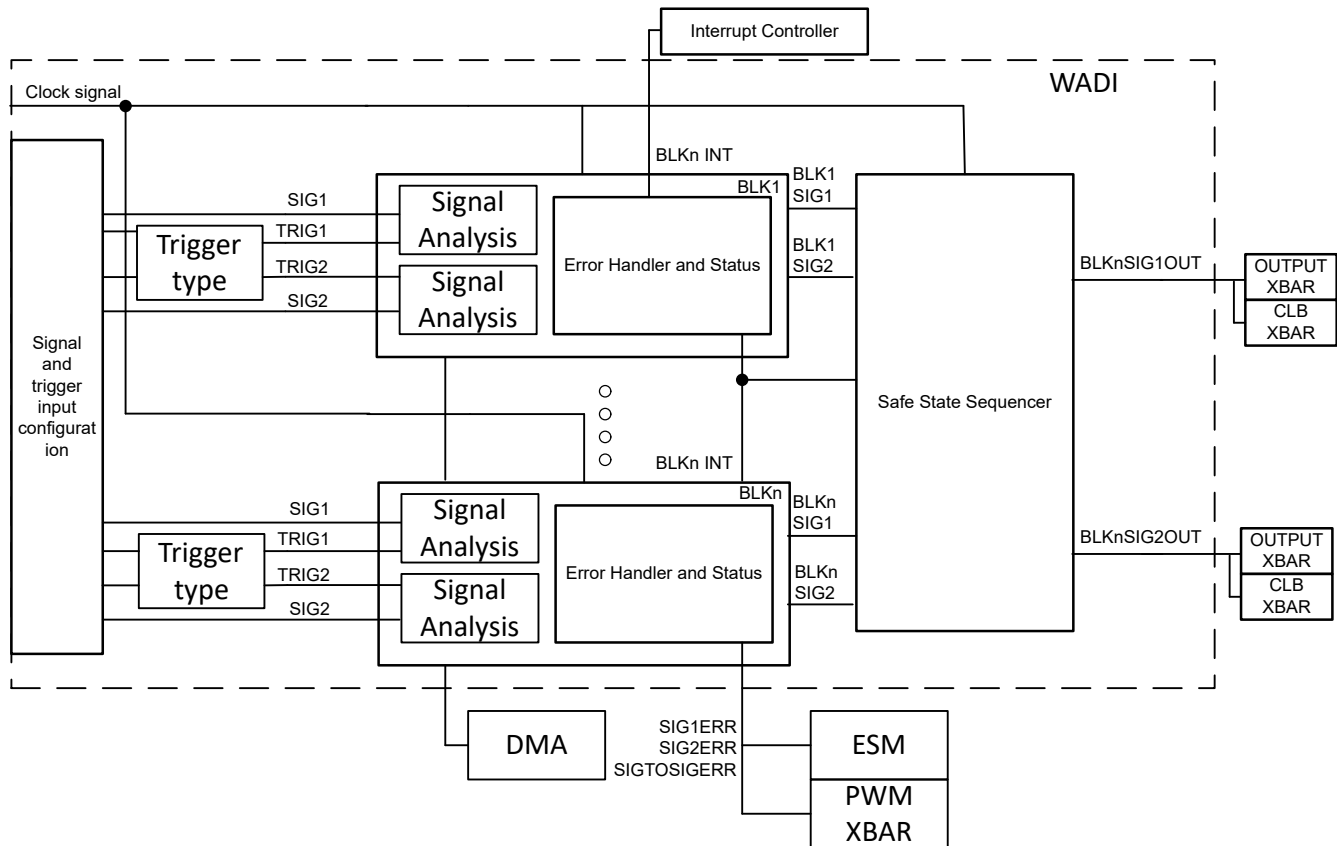 Interrupt Controller
WADI
Clock signal
BLKn INT
BLK1
BLK1
SIG1
BLK1
SIG2
SIG1
TRIG1
TRIG2
SIG2
Trigger
type
Signal
Analysis
Signal
Analysis
Error Handler and Status
Signal
and
trigger
input
configurat
ion
Safe State Sequencer
BLKnSIG1OUT
OUTPUT
XBAR
CLB
XBAR
BLKn INT
BLKn
BLKn
SIG1
BLKn
SIG2
SIG1
TRIG1
TRIG2
SIG2
Trigger
type
Signal
Analysis
Signal
Analysis
Error Handler and Status
BLKnSIG2OUT
OUTPUT
XBAR
CLB
XBAR
DMA
SIG1ERR
SIG2ERR
SIGTOSIGERR
ESM
PWM
XBAR